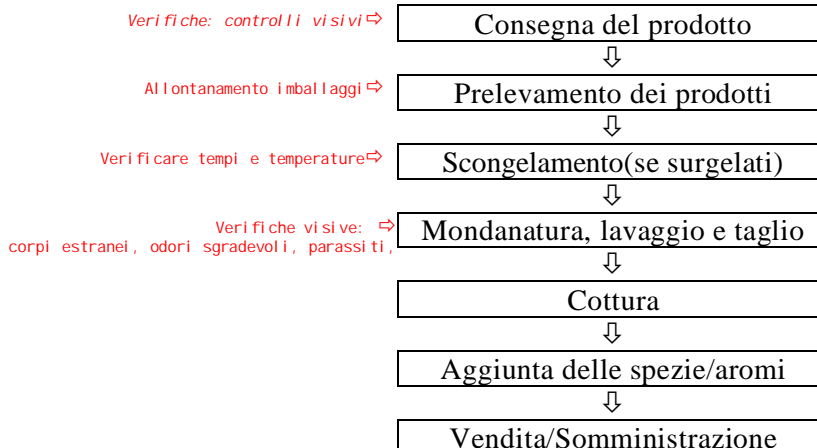 Verifiche: controlli visivi⇨ Consegna del prodotto
⇩
Allontanamento imballaggi⇨ Prelevamento dei prodotti
⇩
Verificare tempi e temperature⇨ Scongelamento(se surgelati)
⇩
Verifiche visive: ⇨ Mondanatura, lavaggio e taglio
corpi estranei, odori sgradevoli, parassiti,
⇩
Cottura
⇩
Aggiunta delle spezie/aromi
⇩
Vendita/Somministrazione